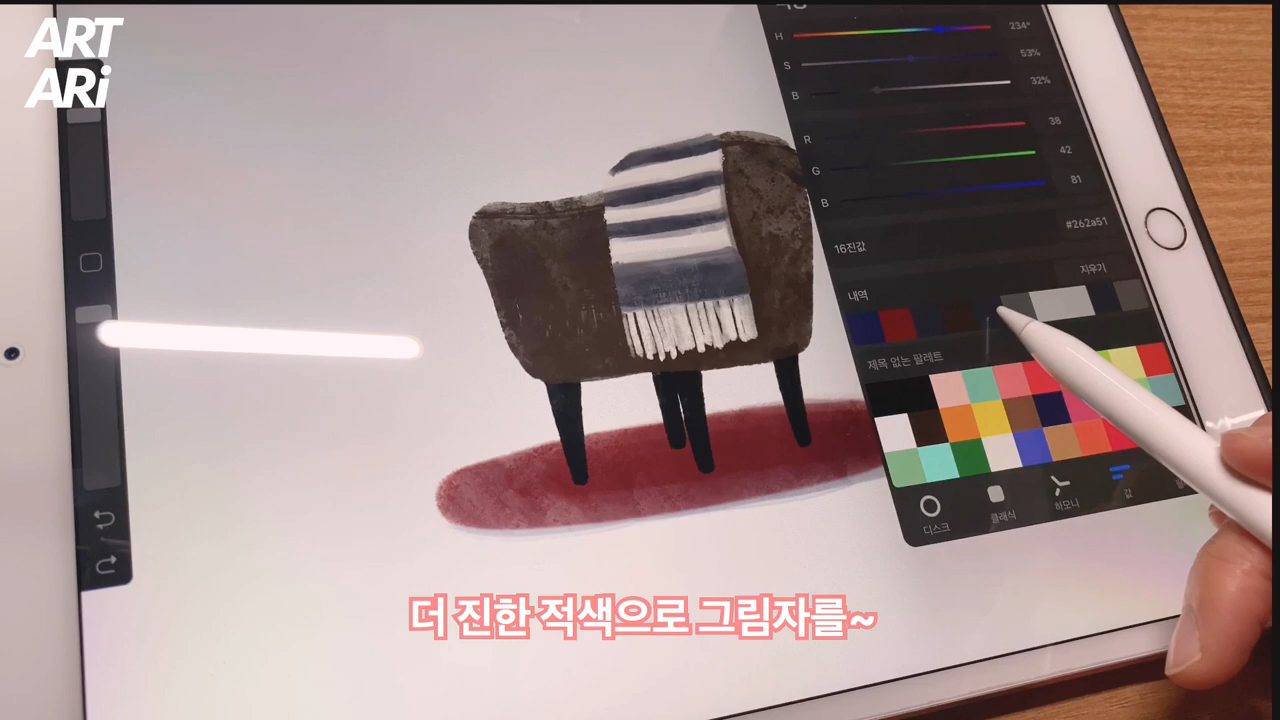 ART
ARi
H
234°
S
53%
B
32%
R
38
G
42
B
81
16진값
#262a51
지우기
내역
제목 없는 팔레트
디스크
클래식
하모니
값
더 진한 적색으로 그림자를~